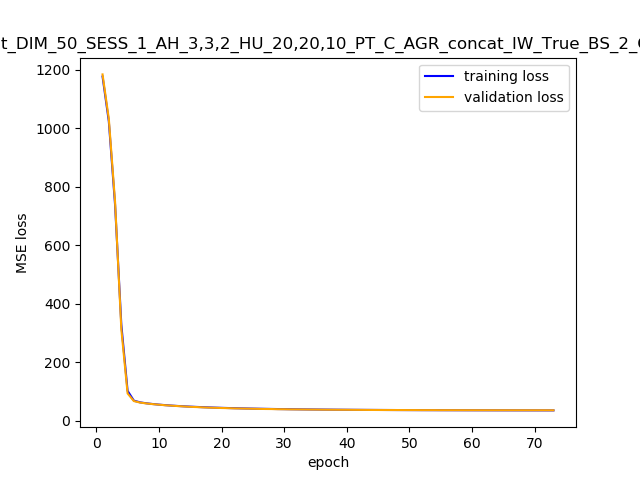 t_DIM_50_SESS_1_AH_3,3,2_HU_20,20,10_PT_C_AGR_concat_IW_True_BS_2_
training loss
validation loss
1200
1000
800
600
400
200
0
MSE loss
0 10 20 30 40 50 60 70
epoch